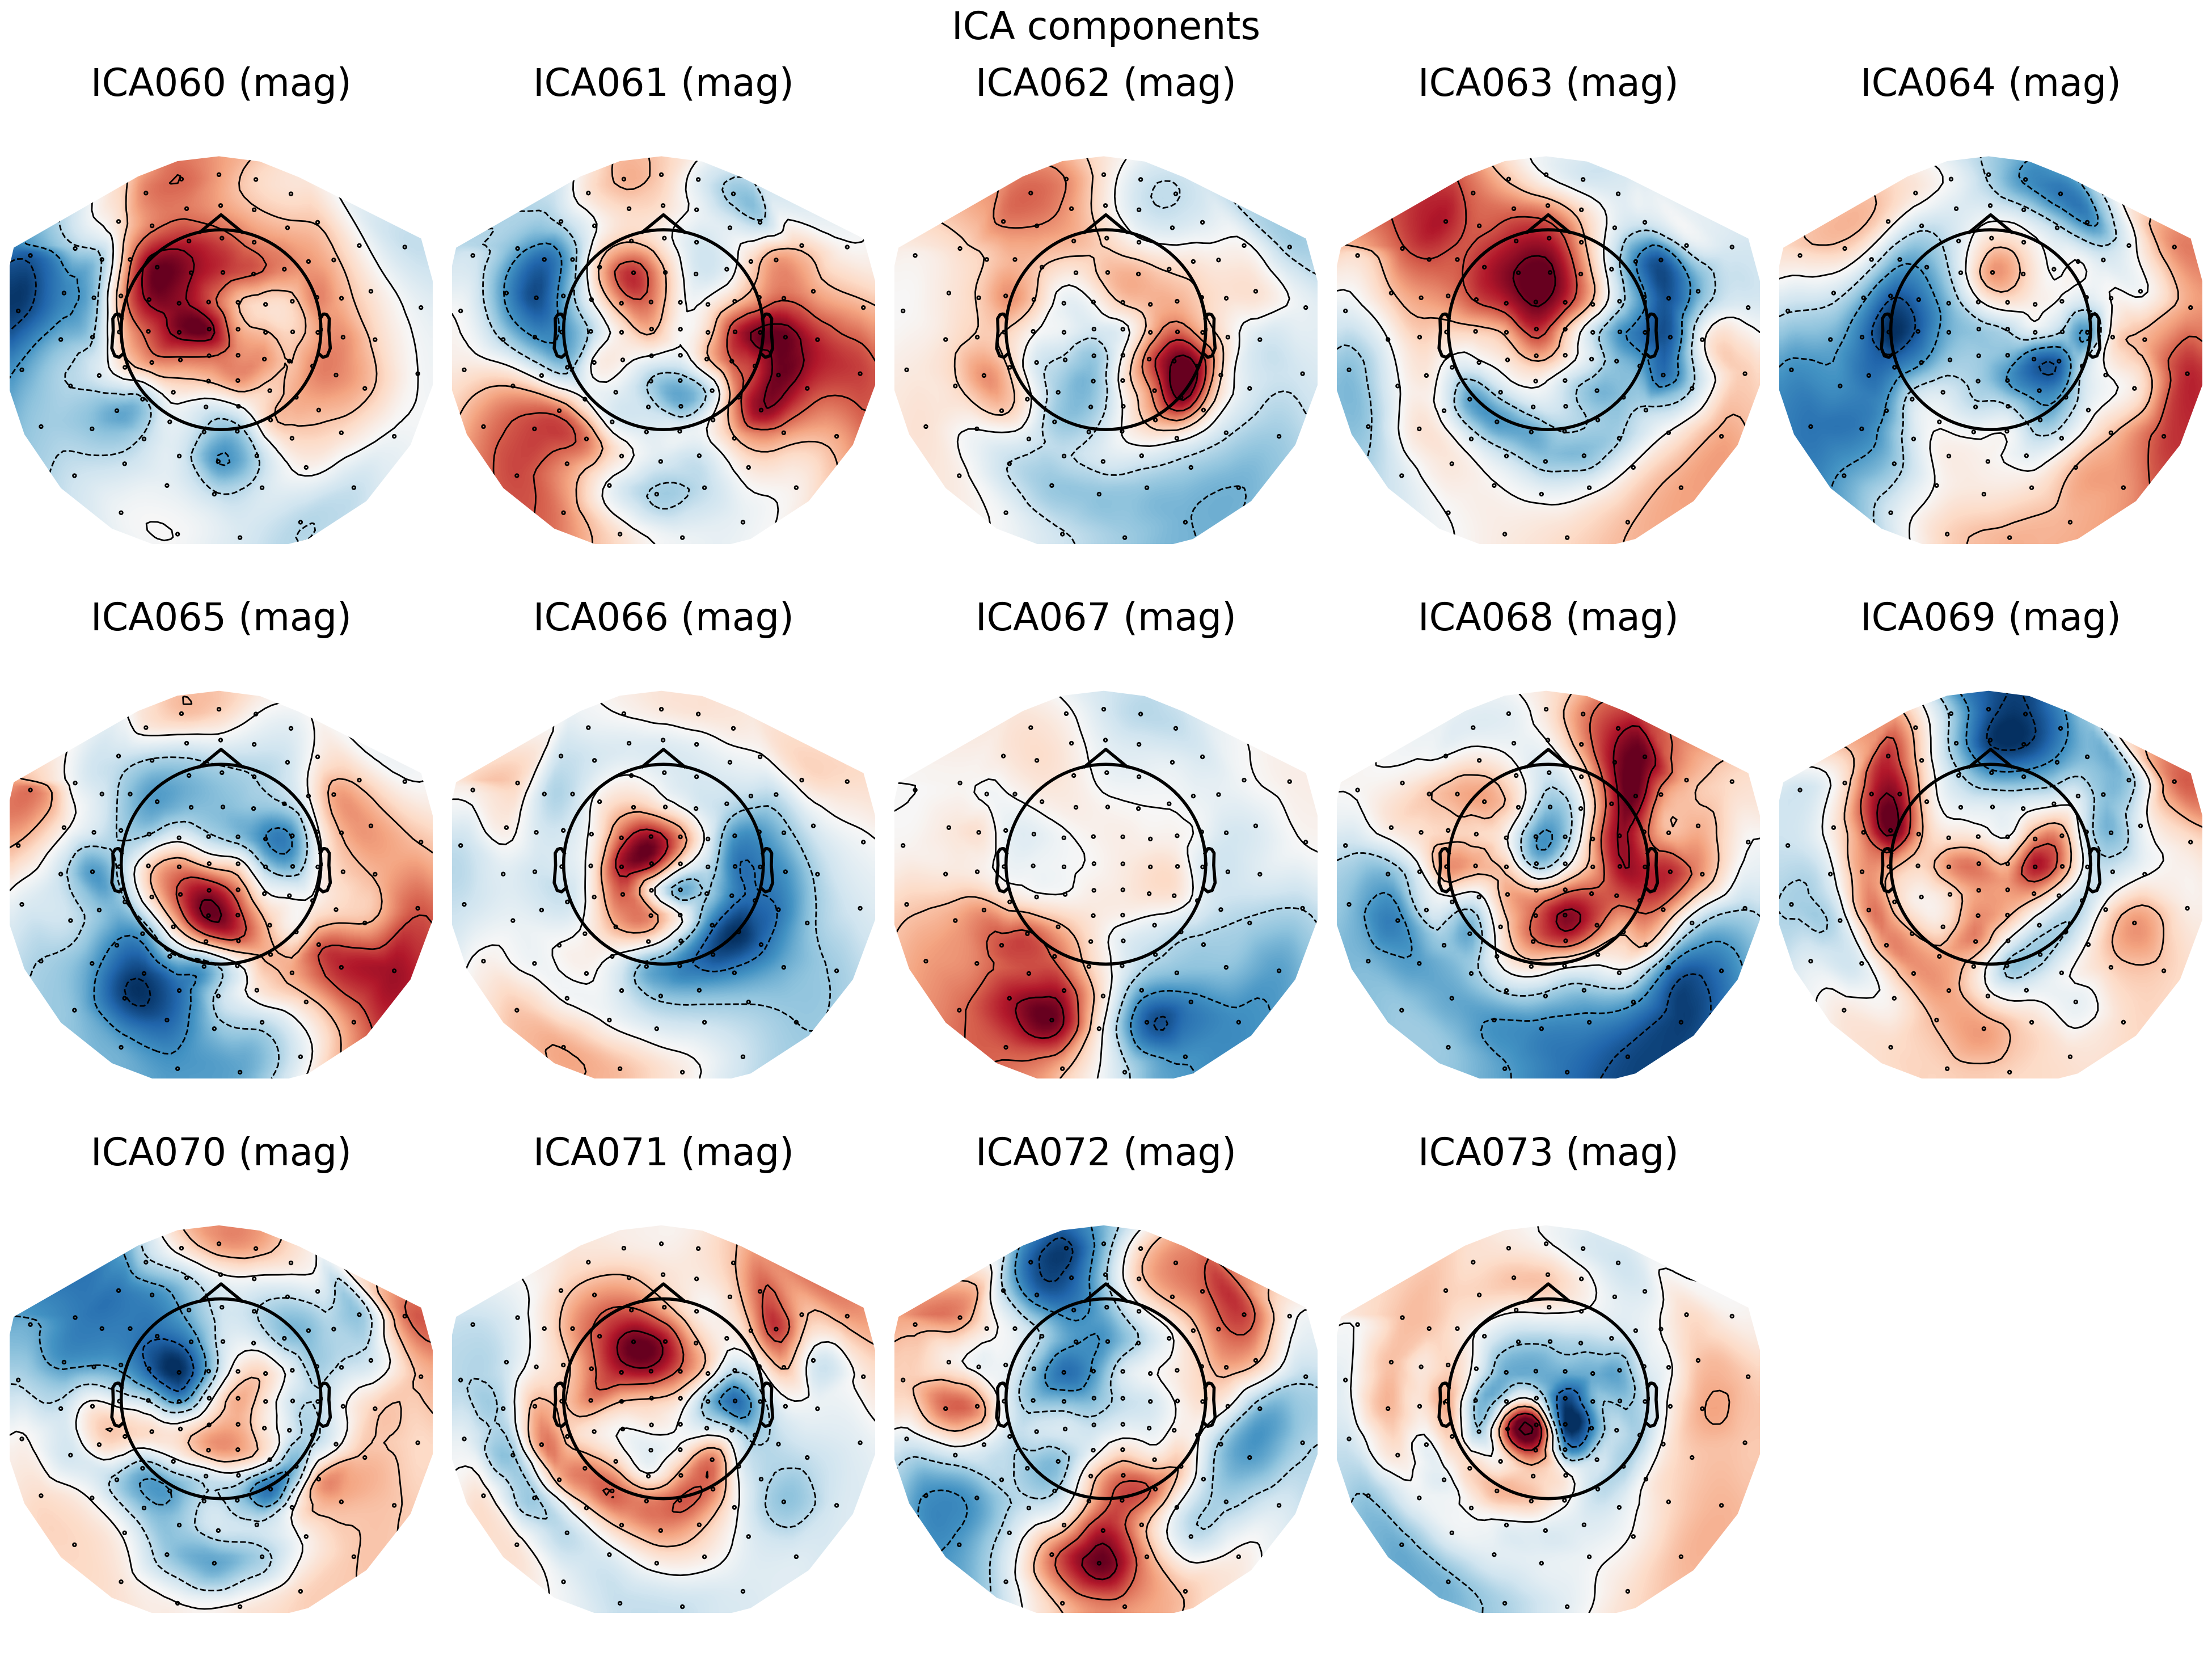 ICA components
ICA060 (mag)
ICA061 (mag)
ICA062 (mag)
ICA063 (mag)
ICA064 (mag)
ICA065 (mag)
ICA066 (mag)
ICA067 (mag)
ICA068 (mag)
ICA069 (mag)
ICA070 (mag)
ICA071 (mag)
ICA072 (mag)
ICA073 (mag)